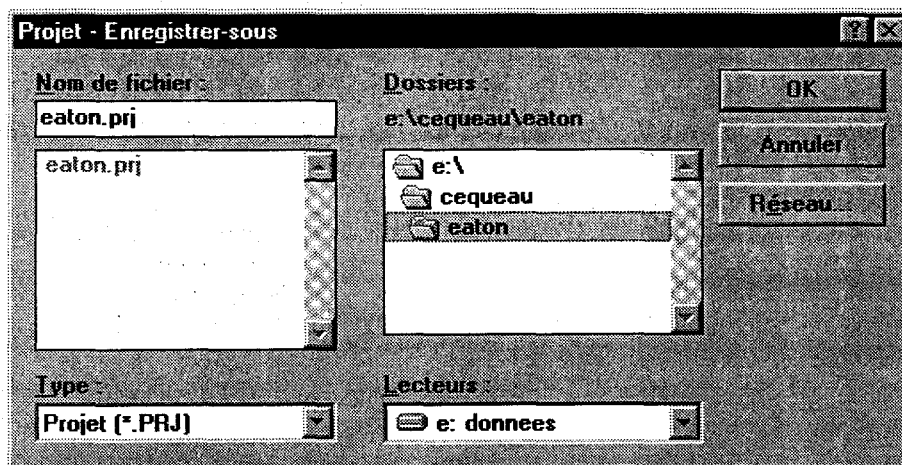 Projet - Enregistrer-sous
Nom de fichier :
eaton.prj
eaton.prj
Type :
Projet (*.PRJ)
Dossiers :
e:\cequeau\eaton
e:\
cequeau
eaton
Lecteurs :
e: donnees
OK
Annuler
Réseau...